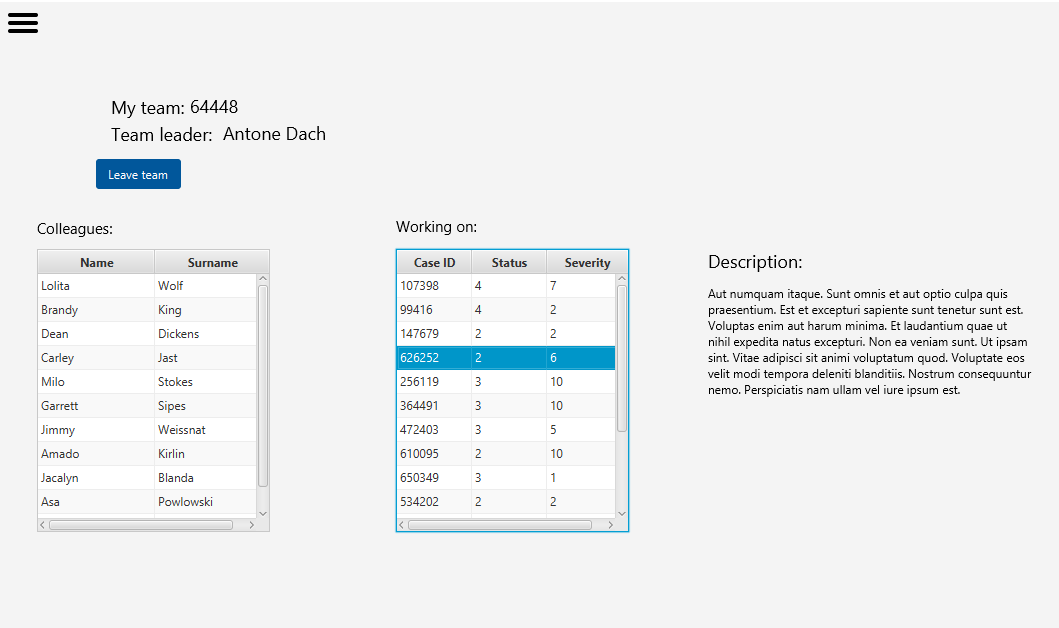 My team: 64448
Team leader: Antone Dach
Leave team
Colleagues:
Name Surname
Lolita Wolf
Brandy King
Dean Dickens
Carley Jast
Milo Stokes
Garrett Sipes
Jimmy Weissnat
Amado Kirlin
Jacalyn Blanda
Asa Powlowski
Working on:
Case ID Status Severity
107398 4 7
99416 4 2
147679 2 2
626252 2 6
256119 3 10
364491 3 10
472403 3 5
610095 2 10
650349 3 1
534202 2 2
Description:
Aut numquam itaque. Sunt omnis et aut optio culpa quis
praesentium. Est et excepturi sapiente sunt tenetur sunt est.
Voluptas enim aut harum minima. Et laudantium quae ut
nihil expedita natus excepturi. Non ea veniam sunt. Ut ipsam
sint. Vitae adipisci sit animi voluptatum quod. Voluptate eos
velit modi tempora deleniti blanditiis. Nostrum consequuntur
nemo. Perspiciatis nam ullam vel iure ipsum est.